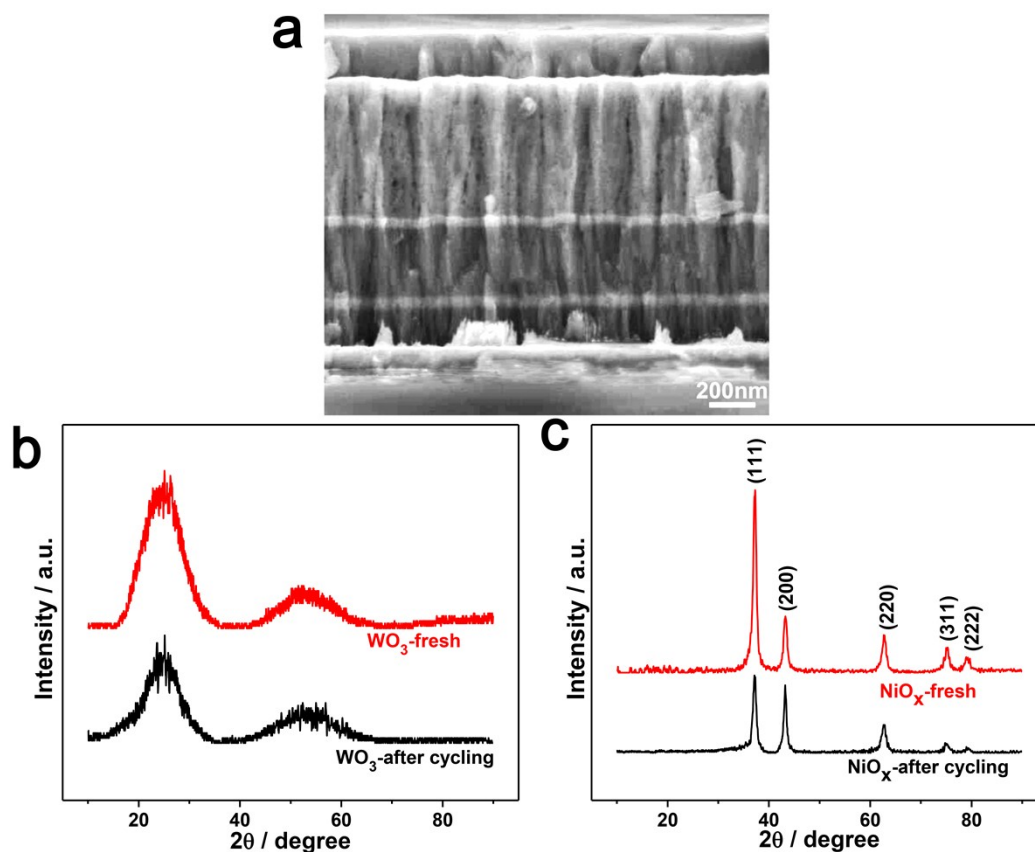 a
200nm
b
Intensity / a.u.
WO3-fresh
WO3-after cycling
20 40 60 80
2θ / degree
c
Intensity / a.u.
(111)
(200)
(220)
(311)
(222)
NiOx-fresh
NiOx-after cycling
20 40 60 80
2θ / degree